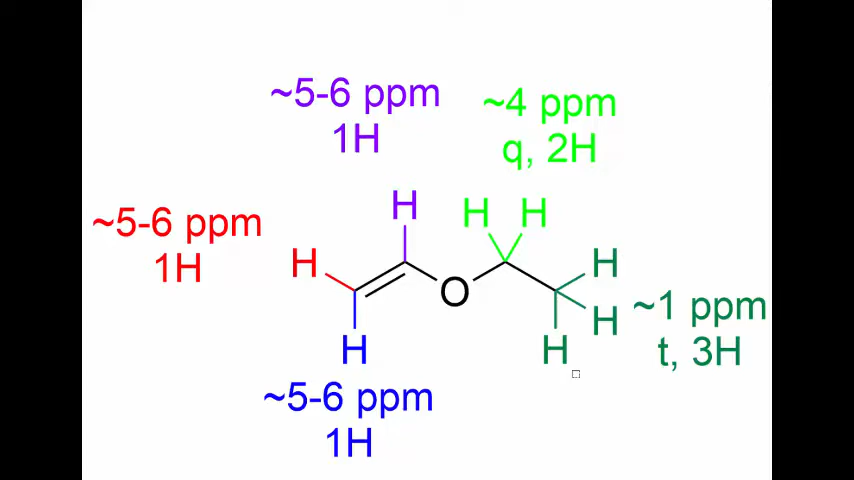 ~5-6 ppm
1H
~4 ppm
q, 2H
~5-6 ppm
1H
H
H H
H
H
O
H
H
H
~1 ppm
t, 3H
~5-6 ppm
1H